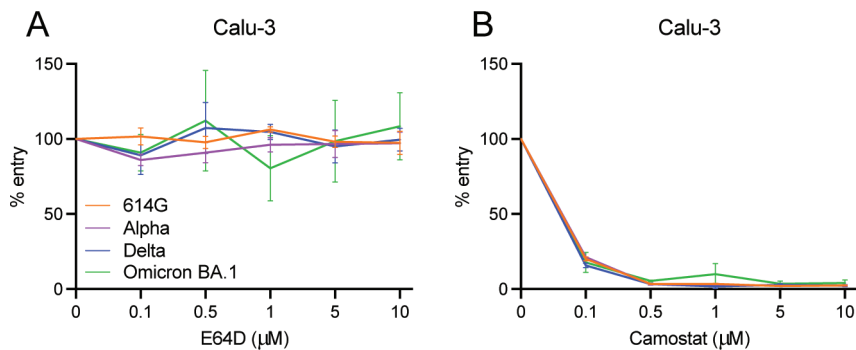 A
Calu-3
150
100
50
0
% entry
614G
Alpha
Delta
Omicron BA.1
0 0.1 0.5 1 5 10
E64D (μM)
B
Calu-3
150
100
50
0
% entry
0 0.1 0.5 1 5 10
Camostat (μM)